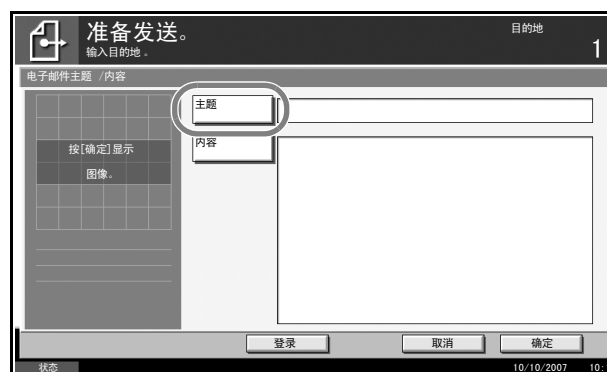 准备发送。
输入目的地。
目的地
1
电子邮件主题 /内容
按[确定]显示
图像。
主题
内容
登录
取消
确定
状态
10/10/2007 10: